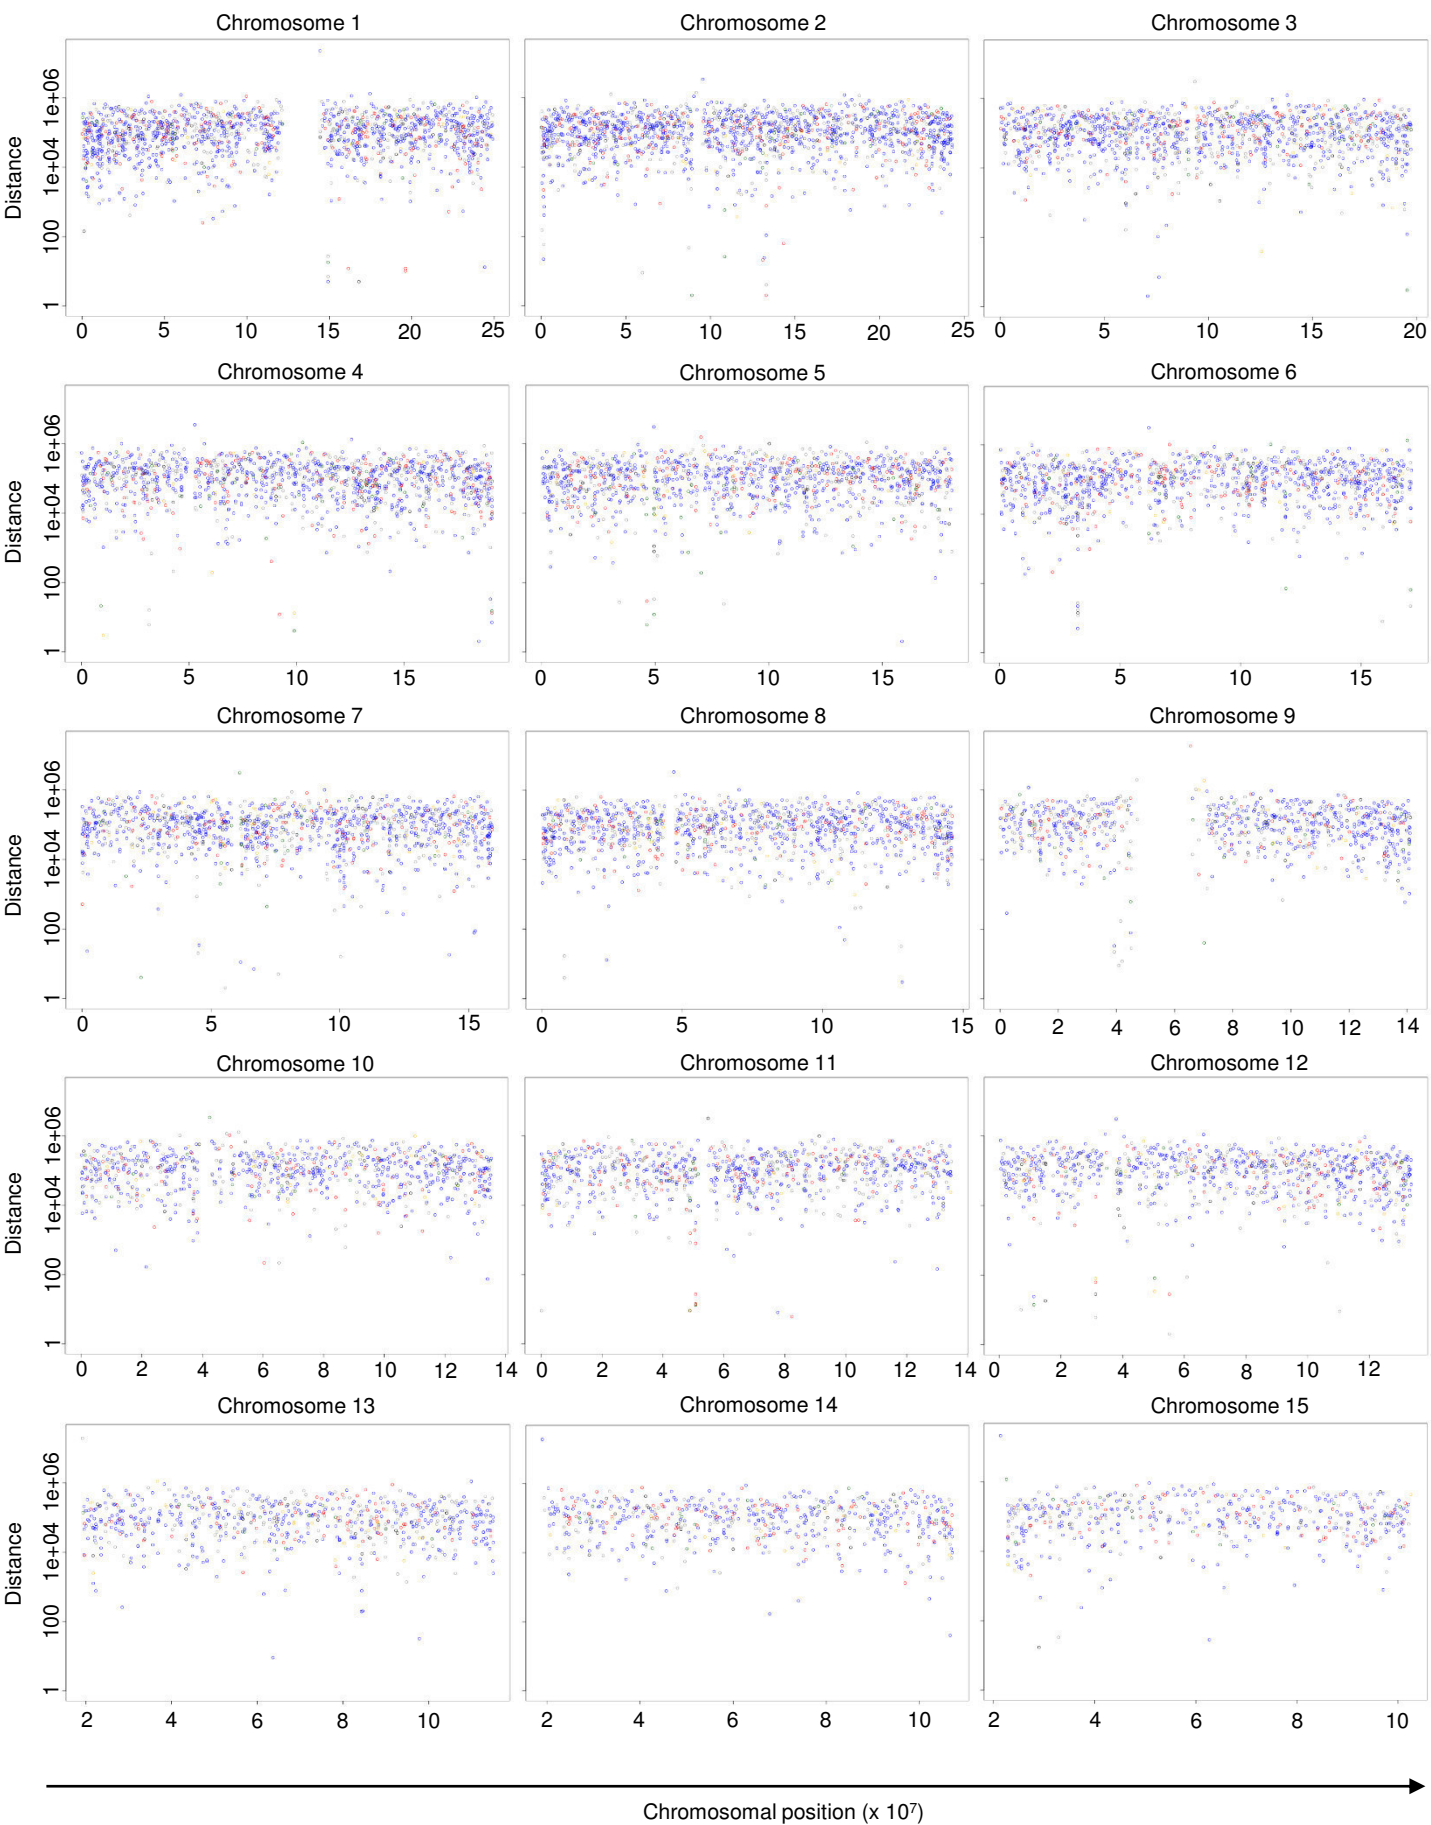 Chromosome 1 Chromosome 2 Chromosome 3
Distance
1e+06
1e+04
100
1
0 5 10 15 20 25 0 5 10 15 20 25 0 5 10 15 20
Chromosome 4 Chromosome 5 Chromosome 6
Distance
1e+06
1e+04
100
1
0 5 10 15 0 5 10 15 0 5 10 15
Chromosome 7 Chromosome 8 Chromosome 9
Distance
1e+06
1e+04
100
1
0 5 10 15 0 5 10 15 0 2 4 6 8 10 12 14
Chromosome 10 Chromosome 11 Chromosome 12
Distance
1e+06
1e+04
100
1
0 2 4 6 8 10 12 14 0 2 4 6 8 10 12 14 0 2 4 6 8 10 12
Chromosome 13 Chromosome 14 Chromosome 15
Distance
1e+06
1e+04
100
1
2 4 6 8 10 2 4 6 8 10 2 4 6 8 10
Chromosomal position (x 10⁷)